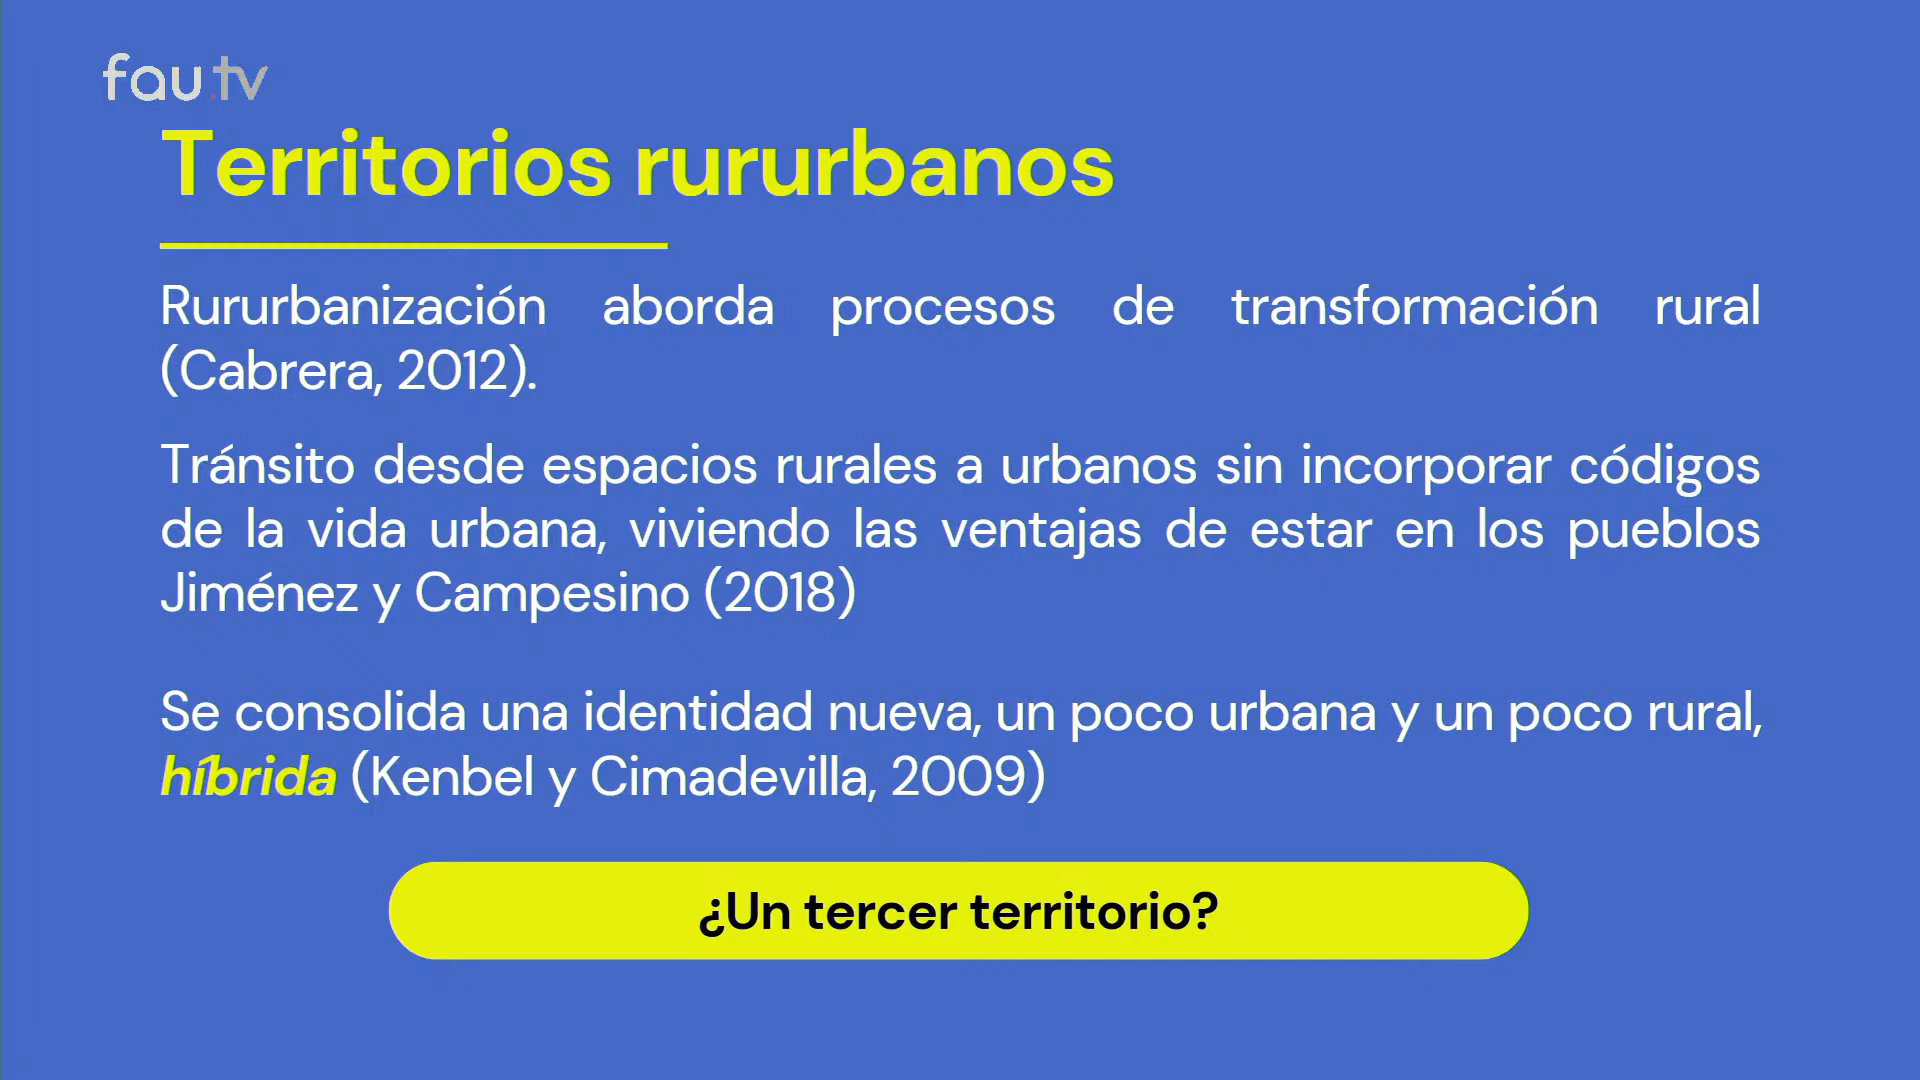 fau.tv
Territorios rururbanos
Rururbanización aborda procesos de transformación rural
(Cabrera, 2012).
Tránsito desde espacios rurales a urbanos sin incorporar códigos
de la vida urbana, viviendo las ventajas de estar en los pueblos
Jiménez y Campesino (2018)
Se consolida una identidad nueva, un poco urbana y un poco rural,
híbrida (Kenbel y Cimadevilla, 2009)
¿Un tercer territorio?